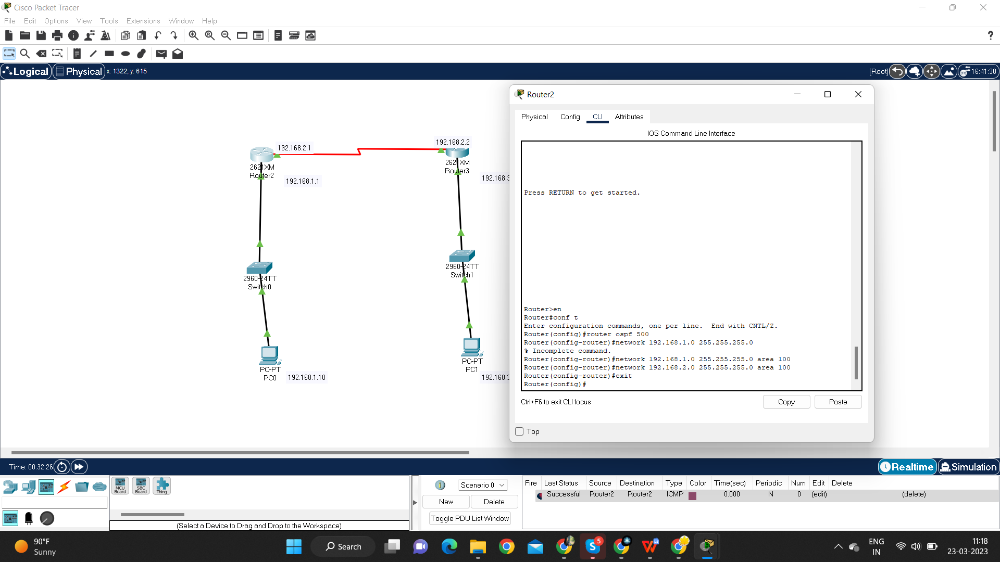 Cisco Packet Tracer
File Edit Options View Tools Extensions Window Help
?
Logical Physical x: 1322, y: 615
[Root] 16:41:30
192.168.2.1
2621XM
Router2
192.168.1.1
192.168.2.2
2621XM
Router3
192.168.3
2960-24TT
Switch0
2960-24TT
Switch1
PC-PT
PC0
192.168.1.10
PC-PT
PC1
192.168.3
Router2
Physical Config CLI Attributes
IOS Command Line Interface
Press RETURN to get started.
Router>en
Router#conf t
Enter configuration commands, one per line.  End with CNTL/Z.
Router(config)#router ospf 500
Router(config-router)#network 192.168.1.0 255.255.255.0
% Incomplete command.
Router(config-router)#network 192.168.1.0 255.255.255.0 area 100
Router(config-router)#network 192.168.2.0 255.255.255.0 area 100
Router(config-router)#exit
Router(config)#
Ctrl+F6 to exit CLI focus
Copy Paste
Top
Time: 00:32:26
Realtime Simulation
MCU Board
SBC Board
Thing
(Select a Device to Drag and Drop to the Workspace)
1 Scenario 0
New Delete
Toggle PDU List Window
Fire Last Status Source Destination Type Color Time(sec) Periodic Num Edit Delete
Successful Router2 Router2 ICMP 0.000 N 0 (edit) (delete)
90°F
Sunny
Search
5
ENG
IN
11:18
23-03-2023